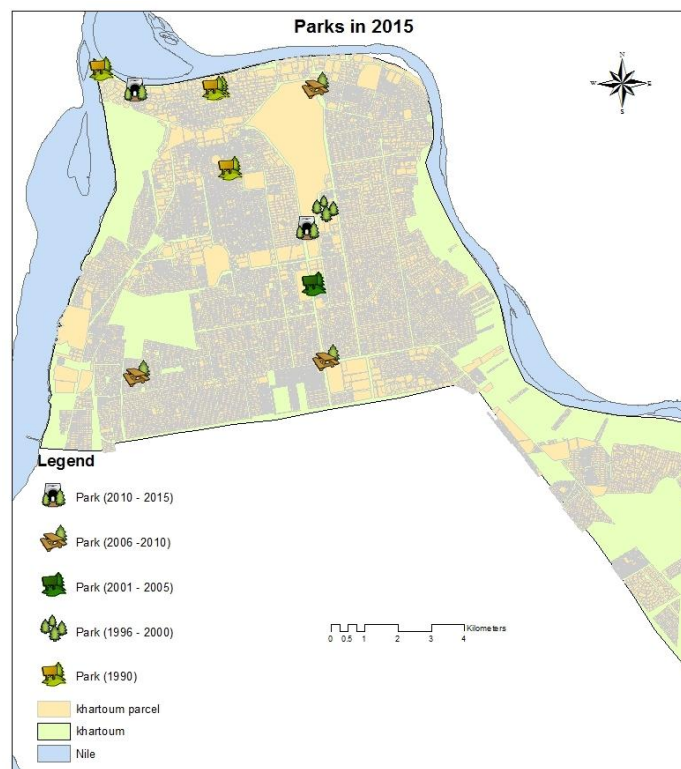 Parks in 2015
N
W E
S
Legend
Park (2010 - 2015)
Park (2006 -2010)
Park (2001 - 2005)
Park (1996 - 2000)
Park (1990)
khartoum parcel
khartoum
Nile
Kilometers
0 0.5 1 2 3 4